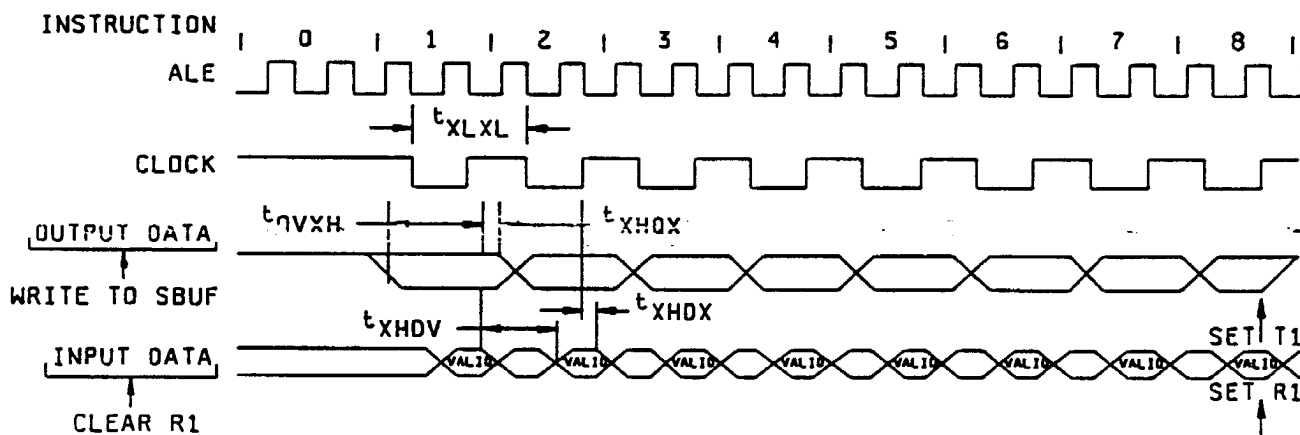 INSTRUCTION | 0 | 1 | 2 | 3 | 4 | 5 | 6 | 7 | 8 |
ALE
tXLXL
CLOCK
tQVXH tXHQX
OUTPUT DATA
WRITE TO SBUF
tXHDV tXHDX
SET T1
INPUT DATA VALID VALID VALID VALID VALID VALID VALID VALID
SET R1
CLEAR R1